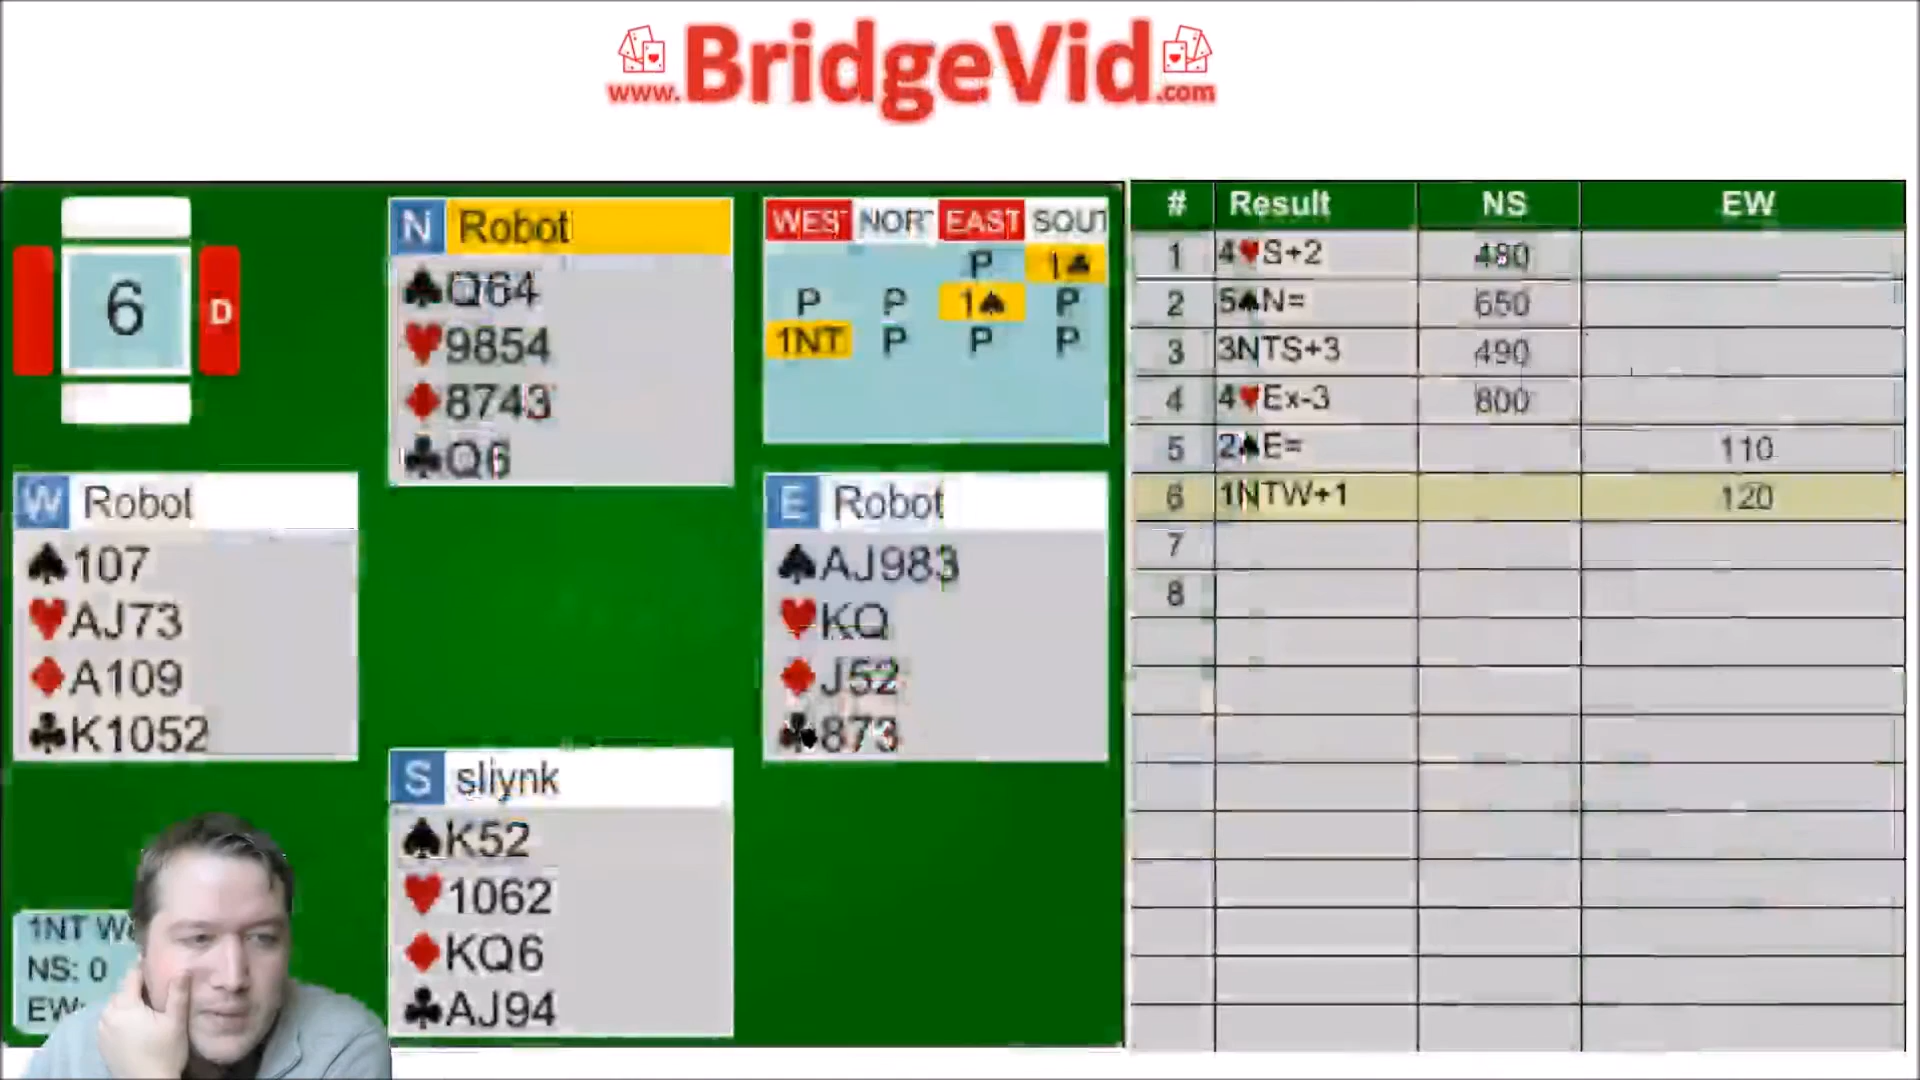 www.BridgeVid.com
6
D
N Robot
♠Q64
♥9854
♦8743
♣Q6
WEST NORT EAST SOUT
P 1♣
P P 1♠ P
1NT P P P
W Robot
♠107
♥AJ73
♦A109
♣K1052
E Robot
♠AJ983
♥KQ
♦J52
♣873
S sliynk
♠K52
♥1062
♦KQ6
♣AJ94
1NT We
NS: 0
EW:
# Result NS EW
1 4♥S+2 480
2 5♠N= 650
3 3NTS+3 490
4 4♥Ex-3 800
5 2♠E= 110
6 1NTW+1 120
7
8